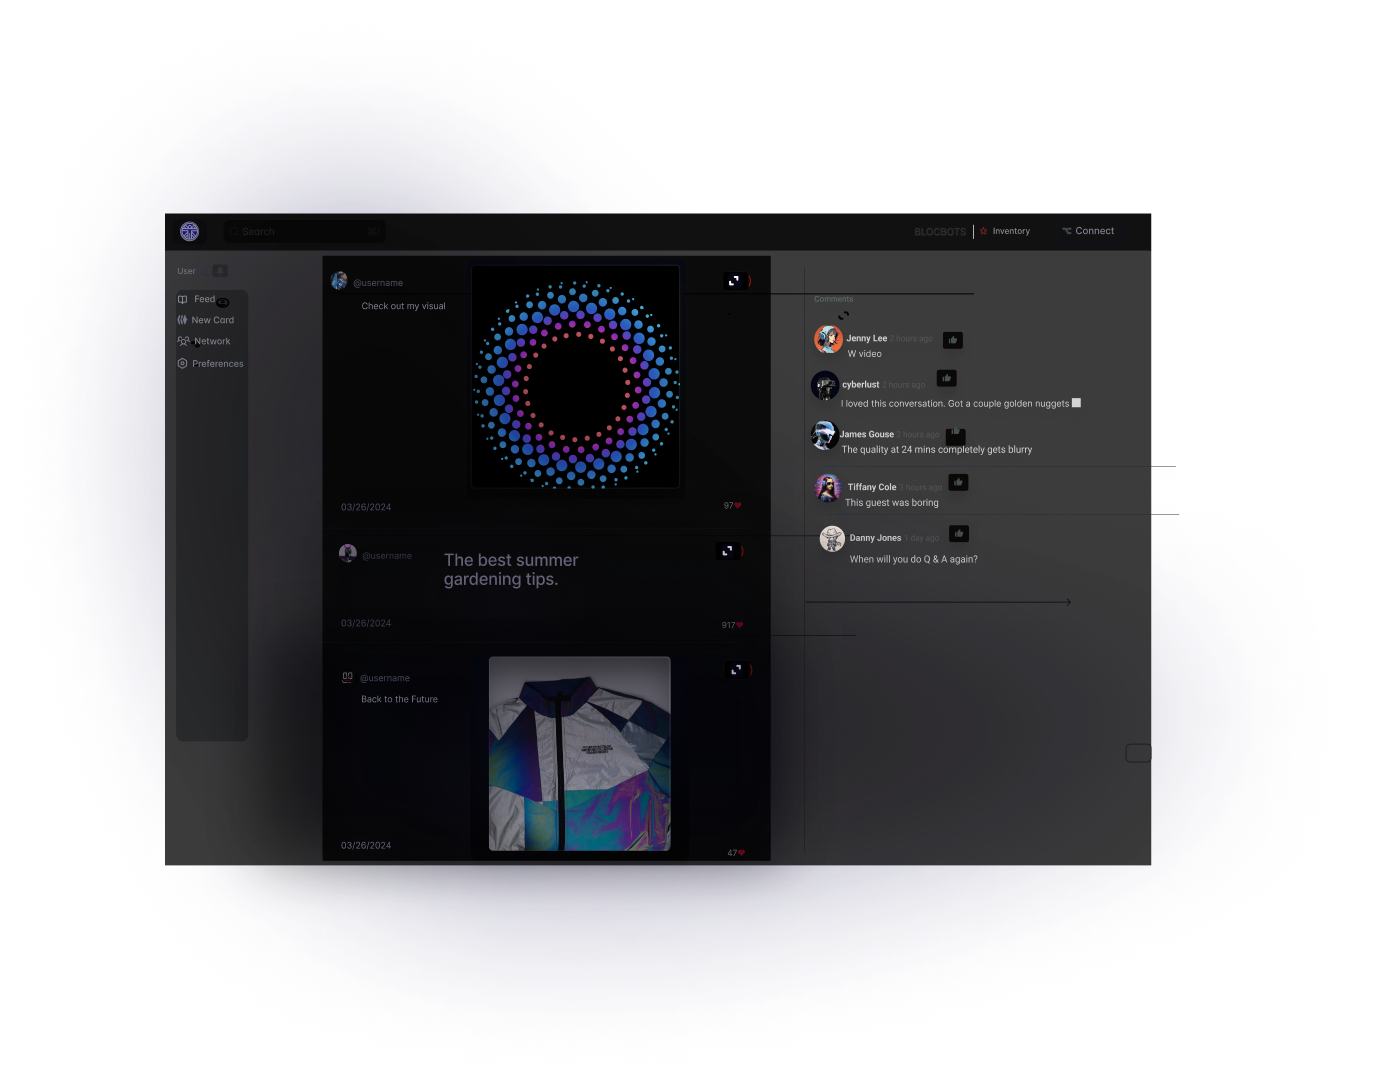 Search
BLOCBOTS
Inventory
Connect
User
Feed
New Card
Network
Preferences
@username
Check out my visual
03/26/2024
97
@username
The best summer
gardening tips.
03/26/2024
917
@username
Back to the Future
03/26/2024
47
Comments
Jenny Lee 2 hours ago
W video
cyberlust 2 hours ago
I loved this conversation. Got a couple golden nuggets
James Gouse 2 hours ago
The quality at 24 mins completely gets blurry
Tiffany Cole 3 hours ago
This guest was boring
Danny Jones 1 day ago
When will you do Q & A again?